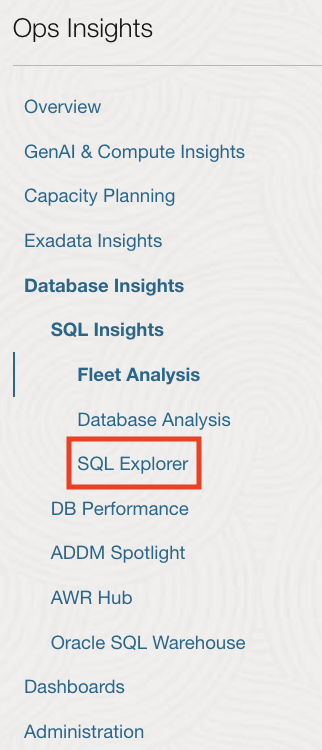 Ops Insights
Overview
GenAI & Compute Insights
Capacity Planning
Exadata Insights
Database Insights
SQL Insights
Fleet Analysis
Database Analysis
SQL Explorer
DB Performance
ADDM Spotlight
AWR Hub
Oracle SQL Warehouse
Dashboards
Administration